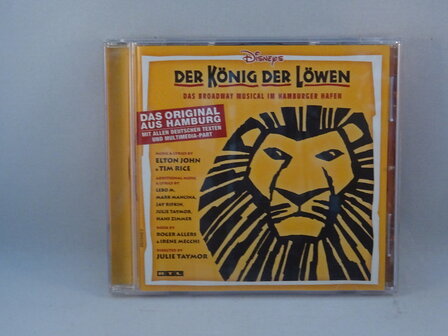 Disneys
DER KÖNIG DER LÖWEN
DAS BROADWAY MUSICAL IM HAMBURGER HAFEN
DAS ORIGINAL
AUS HAMBURG
MIT ALLEN DEUTSCHEN TEXTEN
UND MULTIMEDIA-PART
MUSIC & LYRICS BY
ELTON JOHN
& TIM RICE
ADDITIONAL MUSIC
& LYRICS BY
LEBO M,
MARK MANCINA,
JAY RIFKIN,
JULIE TAYMOR,
HANS ZIMMER
BOOK BY
ROGER ALLERS
& IRENE MECCHI
DIRECTED BY
JULIE TAYMOR
RTL